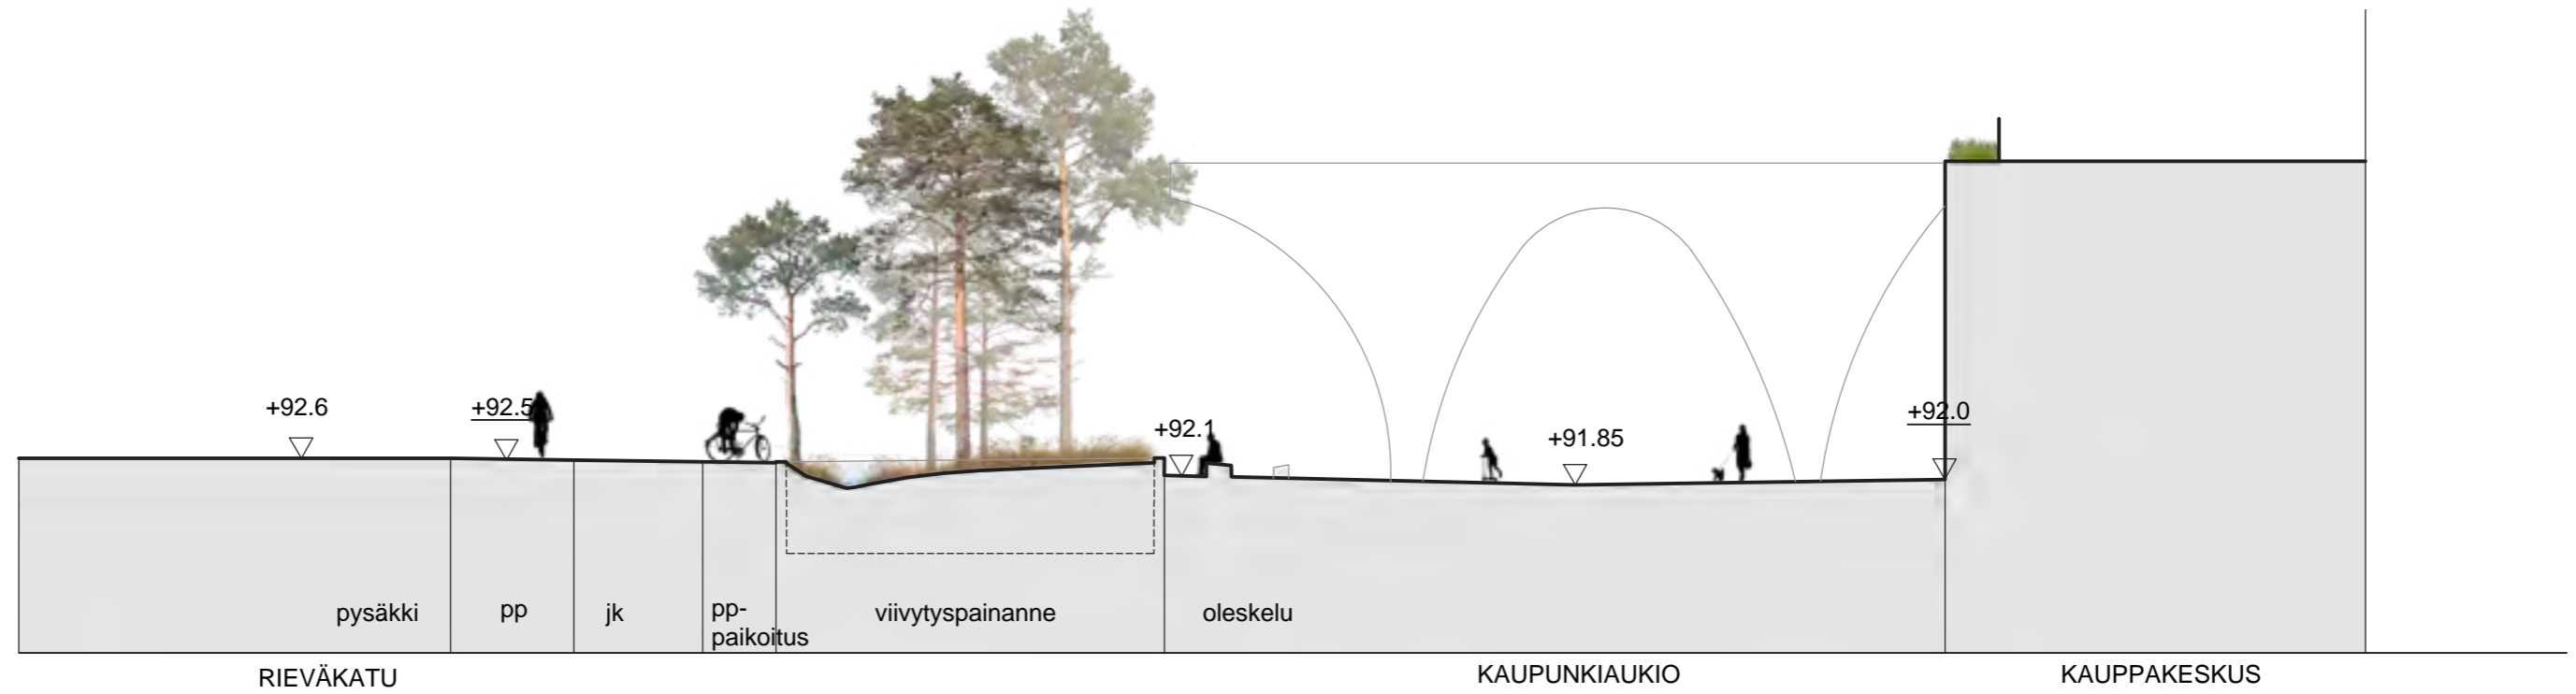 +92.6
+92.5
+92.1
+91.85
+92.0
pysäkki
pp
jk
pp-
paikoitus
viivytyspainanne
oleskelu
RIEVÄKATU
KAUPUNKIAUKIO
KAUPPAKESKUS